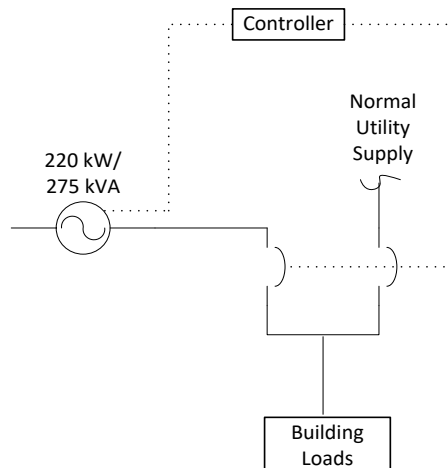 Controller
Normal
Utility
Supply
220 kW/
275 kVA
Building
Loads